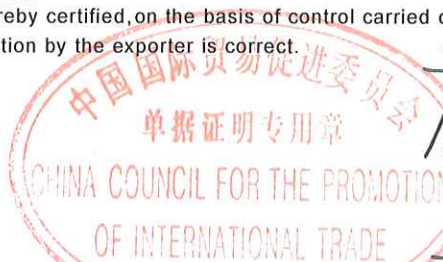 reby certified, on the basis of control carried
tion by the exporter is correct.
中国国际贸易促进委员会
单据证明专用章
CHINA COUNCIL FOR THE PROMOTION
OF INTERNATIONAL TRADE